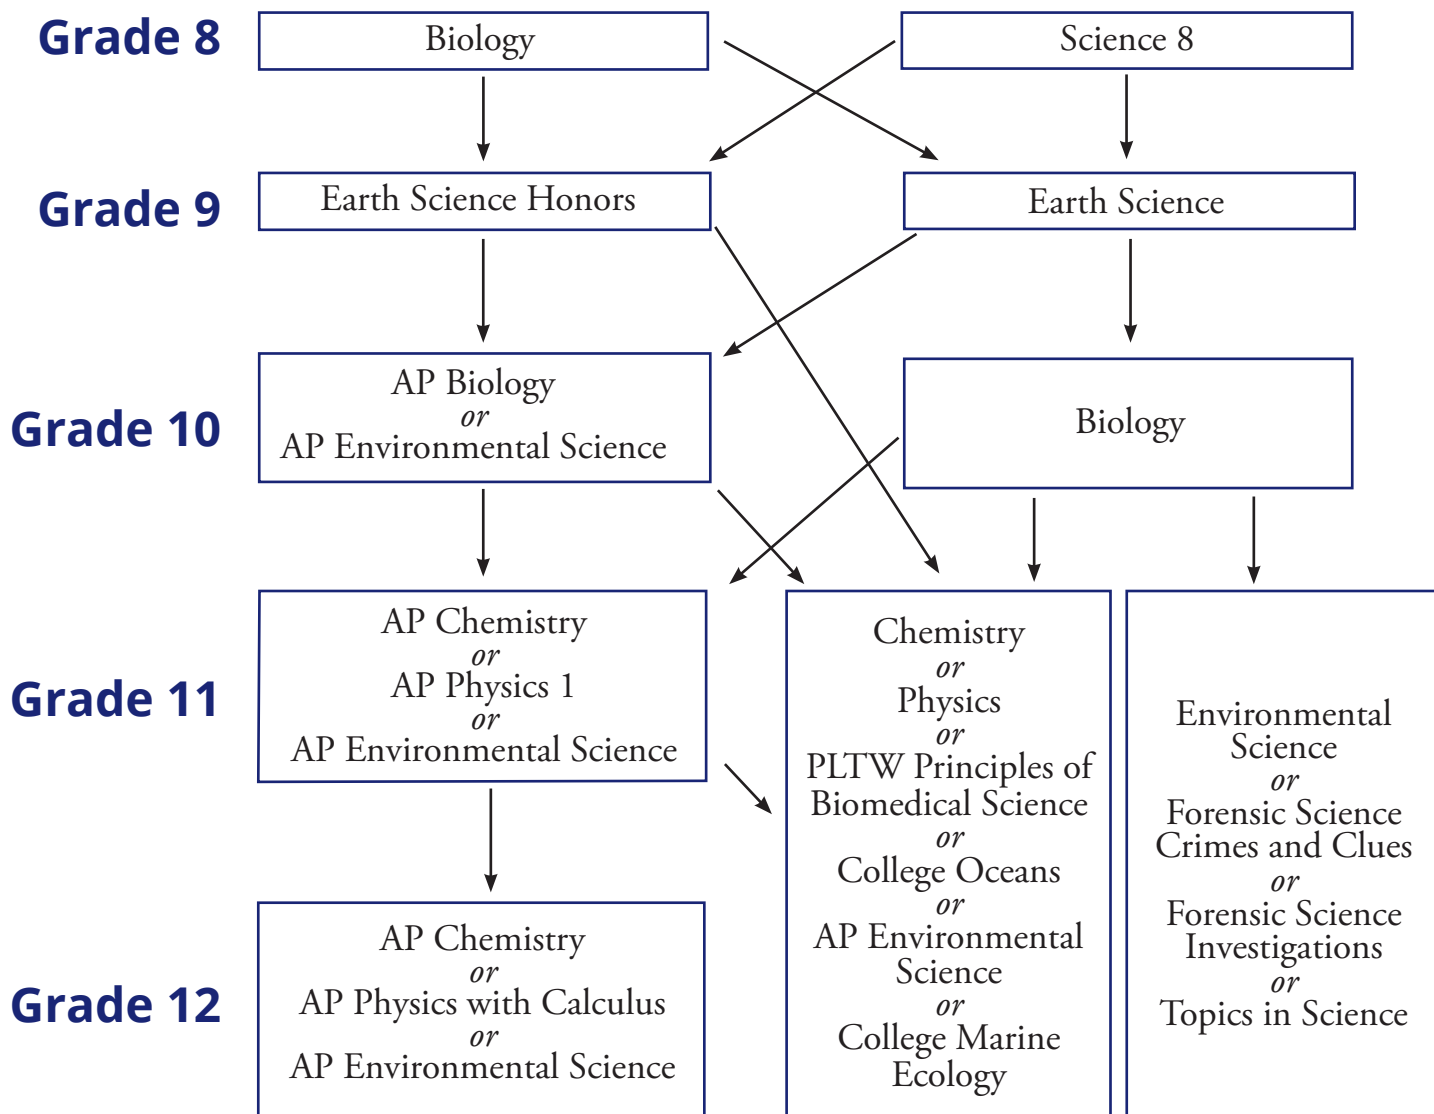 Grade 8
Biology
Science 8
Grade 9
Earth Science Honors
Earth Science
Grade 10
AP Biology
or
AP Environmental Science
Biology
Grade 11
AP Chemistry
or
AP Physics 1
or
AP Environmental Science
Chemistry
or
Physics
or
PLTW Principles of
Biomedical Science
or
College Oceans
or
AP Environmental
Science
or
College Marine
Ecology
Environmental
Science
or
Forensic Science
Crimes and Clues
or
Forensic Science
Investigations
or
Topics in Science
Grade 12
AP Chemistry
or
AP Physics with Calculus
or
AP Environmental Science